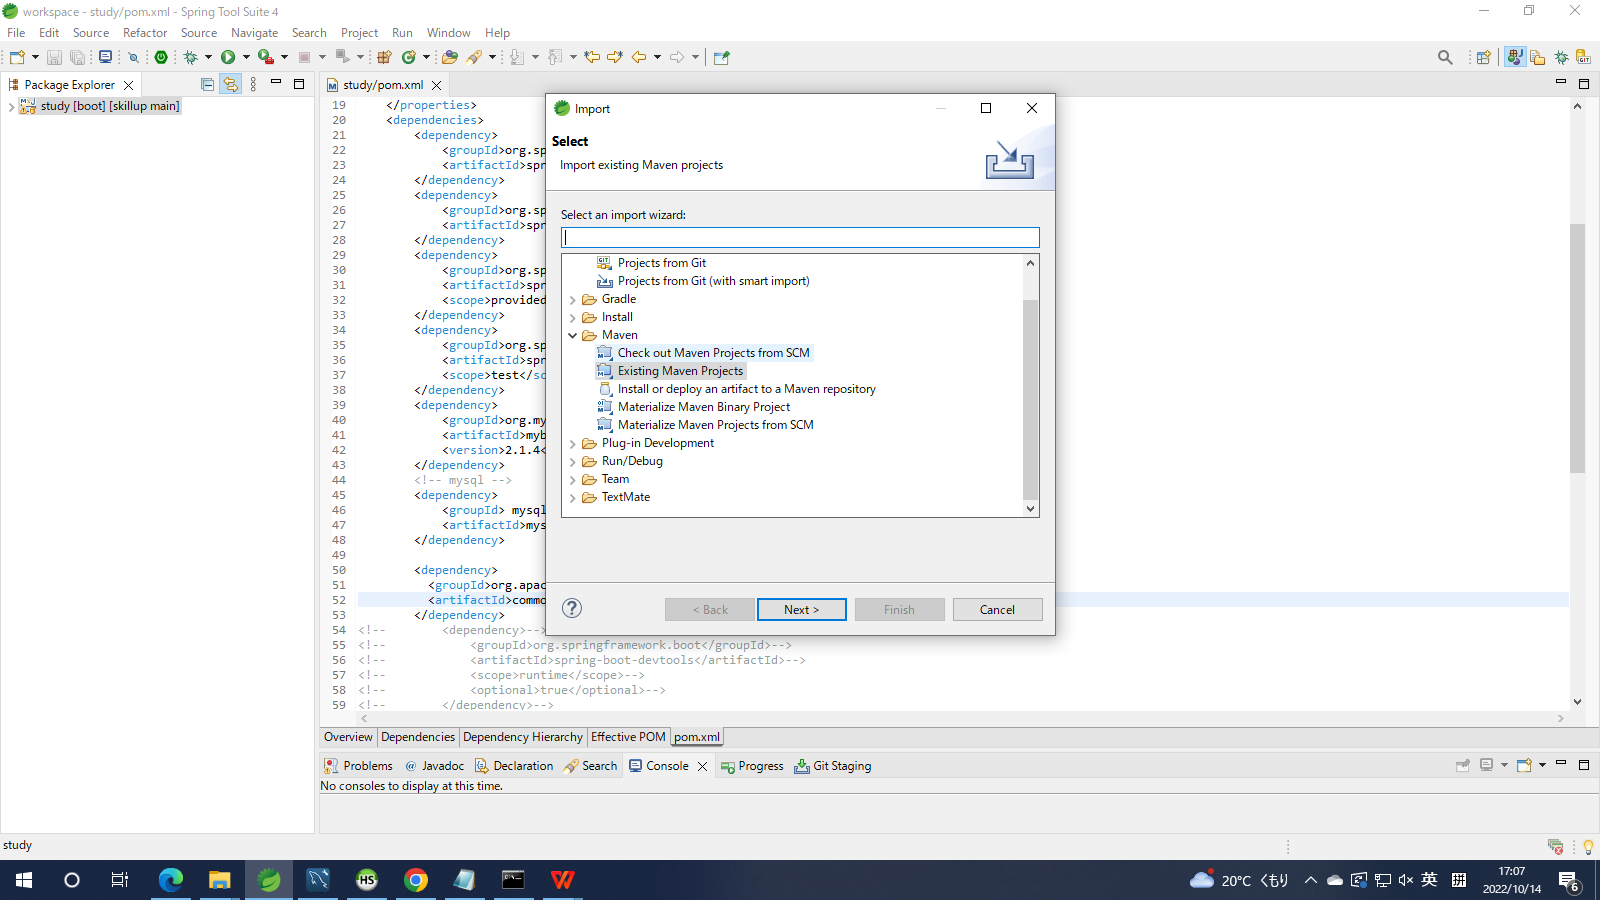 workspace - study/pom.xml - Spring Tool Suite 4
File Edit Source Refactor Source Navigate Search Project Run Window Help
Package Explorer
study [boot] [skillup main]
study/pom.xml
19 </properties>
20 <dependencies>
21 <dependency>
22 <groupId>org.sp
23 <artifactId>spr
24 </dependency>
25 <dependency>
26 <groupId>org.sp
27 <artifactId>spr
28 </dependency>
29 <dependency>
30 <groupId>org.sp
31 <artifactId>spr
32 <scope>provided
33 </dependency>
34 <dependency>
35 <groupId>org.sp
36 <artifactId>spr
37 <scope>test</sc
38 </dependency>
39 <dependency>
40 <groupId>org.my
41 <artifactId>myb
42 <version>2.1.4<
43 </dependency>
44 <!-- mysql -->
45 <dependency>
46 <groupId> mysql
47 <artifactId>mys
48 </dependency>
49
50 <dependency>
51 <groupId>org.apac
52 <artifactId>commo
53 </dependency>
54 <!-- <dependency>-->
55 <!-- <groupId>org.springframework.boot</groupId>-->
56 <!-- <artifactId>spring-boot-devtools</artifactId>-->
57 <!-- <scope>runtime</scope>-->
58 <!-- <optional>true</optional>-->
59 <!-- </dependency>-->
Import
Select
Import existing Maven projects
Select an import wizard:
Projects from Git
Projects from Git (with smart import)
Gradle
Install
Maven
Check out Maven Projects from SCM
Existing Maven Projects
Install or deploy an artifact to a Maven repository
Materialize Maven Binary Project
Materialize Maven Projects from SCM
Plug-in Development
Run/Debug
Team
TextMate
? < Back Next > Finish Cancel
Overview Dependencies Dependency Hierarchy Effective POM pom.xml
Problems @ Javadoc Declaration Search Console Progress Git Staging
No consoles to display at this time.
study
HS 20°C くもり 英 拼 17:07
2022/10/14
6